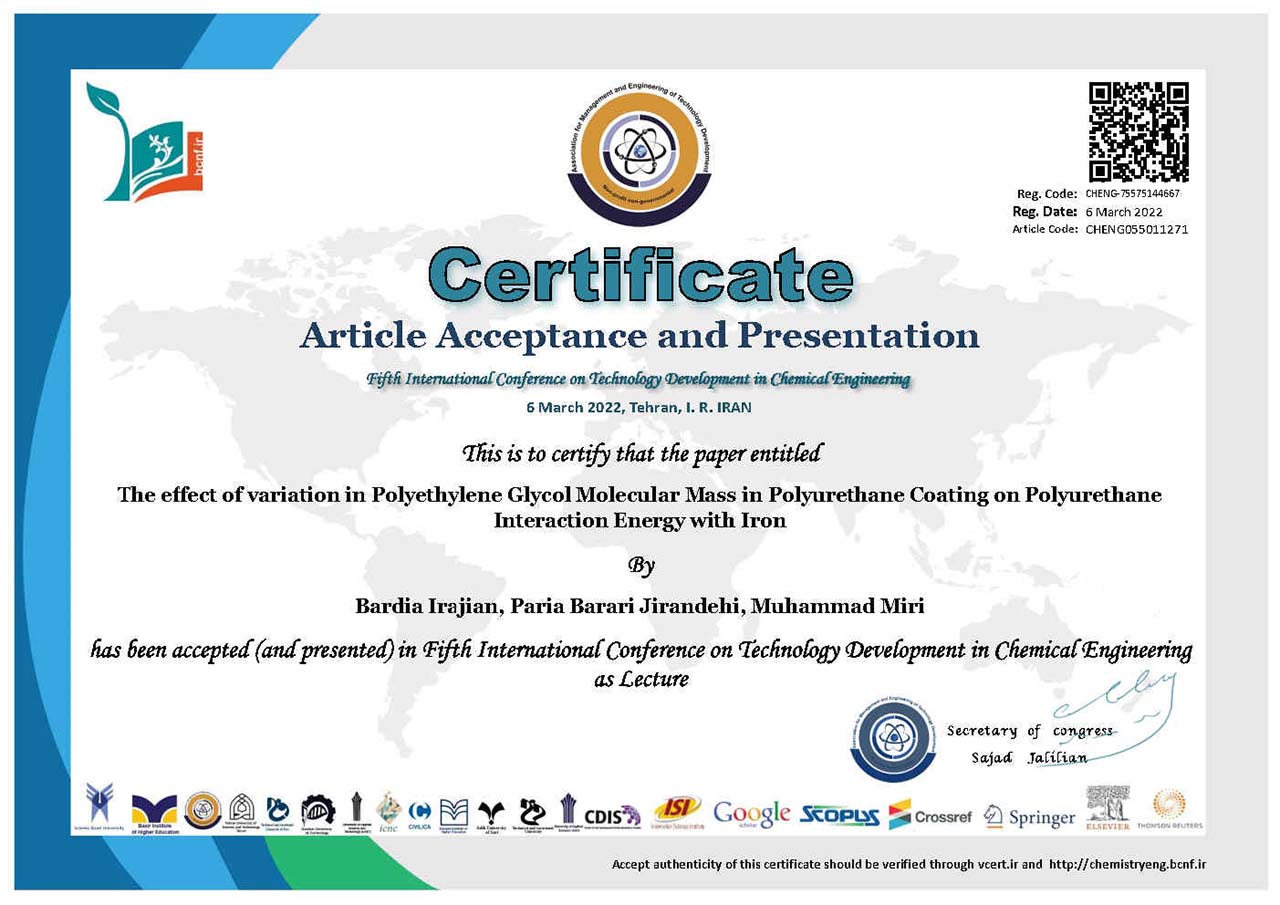 bcnf.ir
Association for Management and Engineering of Technology Development
Non-profit non-governmental
Reg. Code: CHENG-75575144667
Reg. Date: 6 March 2022
Article Code: CHENG055011271
Certificate
Article Acceptance and Presentation
Fifth International Conference on Technology Development in Chemical Engineering
6 March 2022, Tehran, I. R. IRAN
This is to certify that the paper entitled
The effect of variation in Polyethylene Glycol Molecular Mass in Polyurethane Coating on Polyurethane
Interaction Energy with Iron
By
Bardia Irajian, Paria Barari Jirandehi, Muhammad Miri
has been accepted (and presented) in Fifth International Conference on Technology Development in Chemical Engineering
as Lecture
Secretary of congress
Sajad Jalilian
Islamic Azad University
Basir Institute
of Higher Education
icnc
CIVILICA
CDIS
ISI
Google
Scholar
SCOPUS
Crossref
Springer
ELSEVIER
THOMSON REUTERS
Accept authenticity of this certificate should be verified through vcert.ir and http://chemistryeng.bcnf.ir